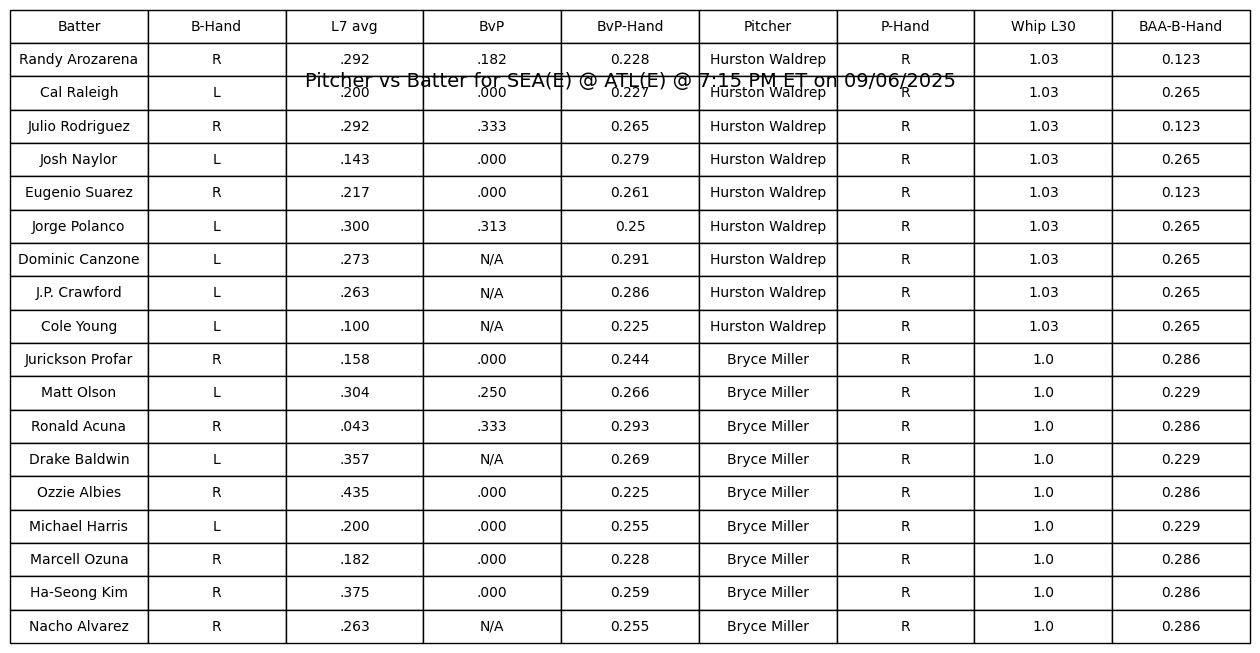 Batter B-Hand L7 avg BvP BvP-Hand Pitcher P-Hand Whip L30 BAA-B-Hand
Randy Arozarena R .292 .182 0.228 Hurston Waldrep R 1.03 0.123
Pitcher vs Batter for SEA(E) @ ATL(E) @ 7:15 PM ET on 09/06/2025
Cal Raleigh L .200 .000 0.227 Hurston Waldrep R 1.03 0.265
Julio Rodriguez R .292 .333 0.265 Hurston Waldrep R 1.03 0.123
Josh Naylor L .143 .000 0.279 Hurston Waldrep R 1.03 0.265
Eugenio Suarez R .217 .000 0.261 Hurston Waldrep R 1.03 0.123
Jorge Polanco L .300 .313 0.25 Hurston Waldrep R 1.03 0.265
Dominic Canzone L .273 N/A 0.291 Hurston Waldrep R 1.03 0.265
J.P. Crawford L .263 N/A 0.286 Hurston Waldrep R 1.03 0.265
Cole Young L .100 N/A 0.225 Hurston Waldrep R 1.03 0.265
Jurickson Profar R .158 .000 0.244 Bryce Miller R 1.0 0.286
Matt Olson L .304 .250 0.266 Bryce Miller R 1.0 0.229
Ronald Acuna R .043 .333 0.293 Bryce Miller R 1.0 0.286
Drake Baldwin L .357 N/A 0.269 Bryce Miller R 1.0 0.229
Ozzie Albies R .435 .000 0.225 Bryce Miller R 1.0 0.286
Michael Harris L .200 .000 0.255 Bryce Miller R 1.0 0.229
Marcell Ozuna R .182 .000 0.228 Bryce Miller R 1.0 0.286
Ha-Seong Kim R .375 .000 0.259 Bryce Miller R 1.0 0.286
Nacho Alvarez R .263 N/A 0.255 Bryce Miller R 1.0 0.286